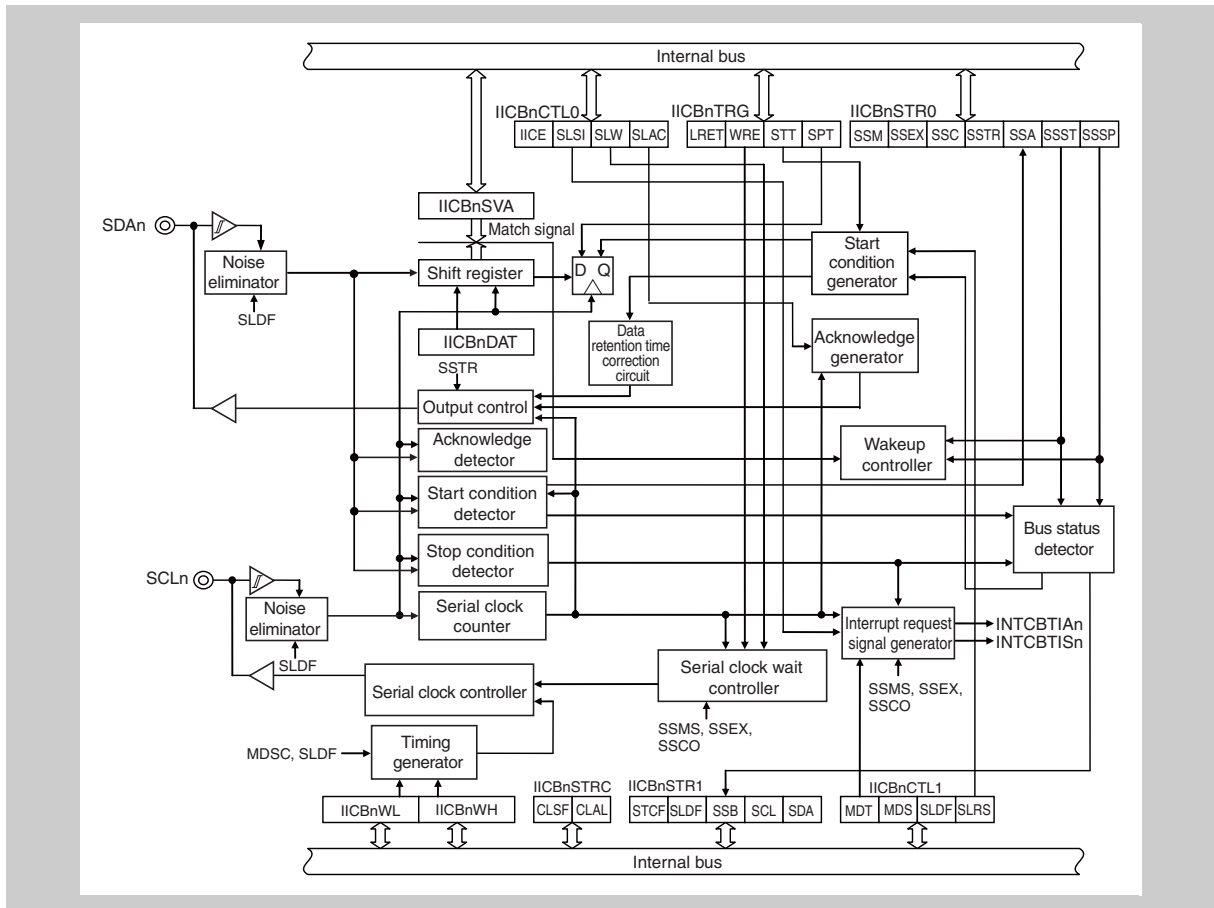 Internal bus
IICBnCTL0
IICE SLSI SLW SLAC
IICBnTRG
LRET WRE STT SPT
IICBnSTR0
SSM SSEX SSC SSTR SSA SSST SSSP
IICBnSVA
SDAn
Match signal
Noise
eliminator
SLDF
Shift register
D Q
Start
condition
generator
IICBnDAT
Data
retention time
correction
circuit
Acknowledge
generator
SSTR
Output control
Acknowledge
detector
Wakeup
controller
Start condition
detector
Bus status
detector
Stop condition
detector
SCLn
Noise
eliminator
SLDF
Serial clock
counter
Interrupt request
signal generator
INTCBTIAn
INTCBTISn
SSMS, SSEX,
SSCO
Serial clock controller
Serial clock wait
controller
SSMS, SSEX,
SSCO
MDSC, SLDF
Timing
generator
IICBnWL IICBnWH
IICBnSTRC
CLSF CLAL
IICBnSTR1
STCF SLDF SSB SCL SDA
IICBnCTL1
MDT MDS SLDF SLRS
Internal bus